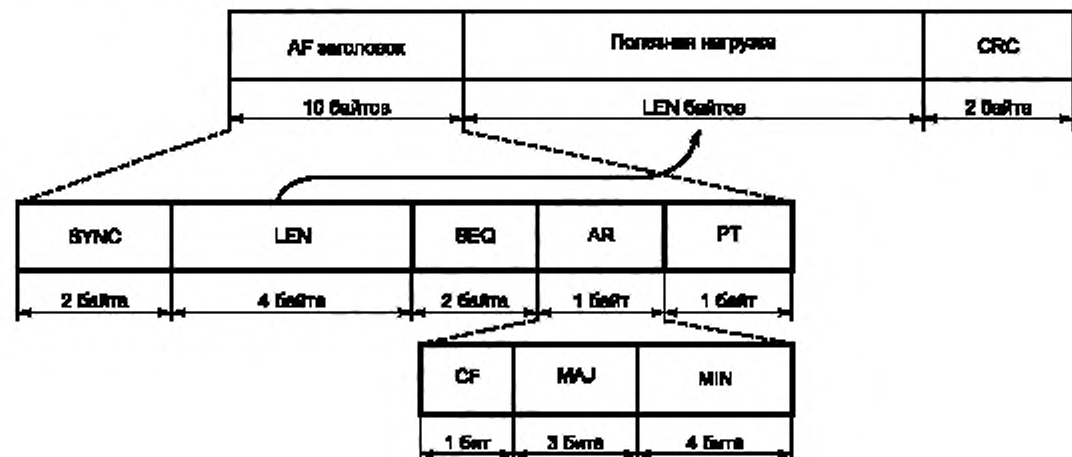 AF заголовок Полезная нагрузка CRC
10 байтов LEN байтов 2 байта
SYNC LEN SEQ AR PT
2 байта 4 байта 2 байта 1 байт 1 байт
CF MAJ MIN
1 бит 3 бита 4 бита